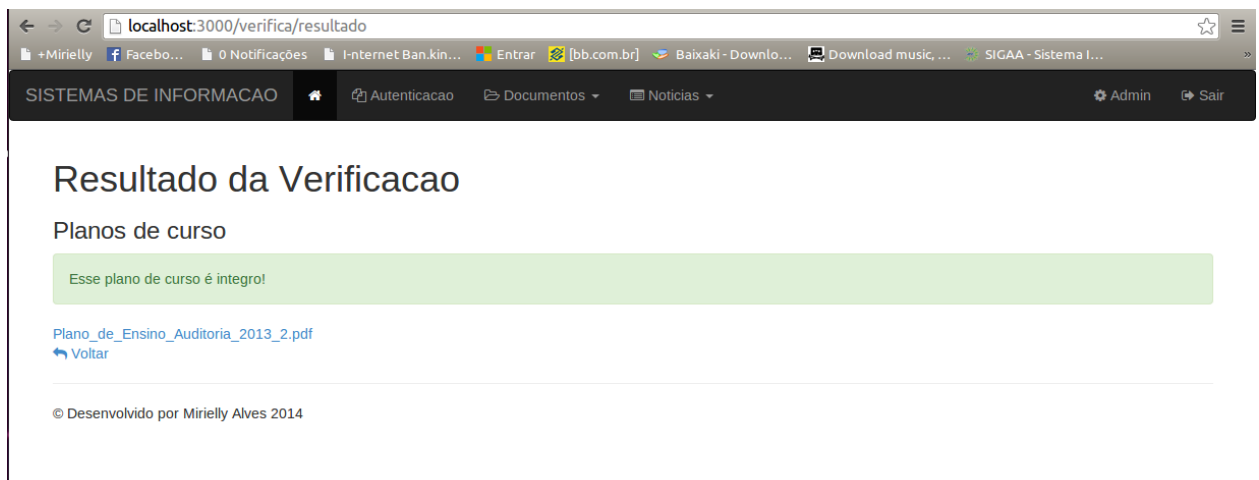 localhost:3000/verifica/resultado
+Mirielly Facebo... 0 Notificações I-nternet Ban.kin... Entrar [bb.com.br] Baixaki - Downlo... Download music, ... SIGAA - Sistema I... »
SISTEMAS DE INFORMACAO Autenticacao Documentos Noticias Admin Sair
Resultado da Verificacao
Planos de curso
Esse plano de curso é integro!
Plano_de_Ensino_Auditoria_2013_2.pdf
Voltar
© Desenvolvido por Mirielly Alves 2014